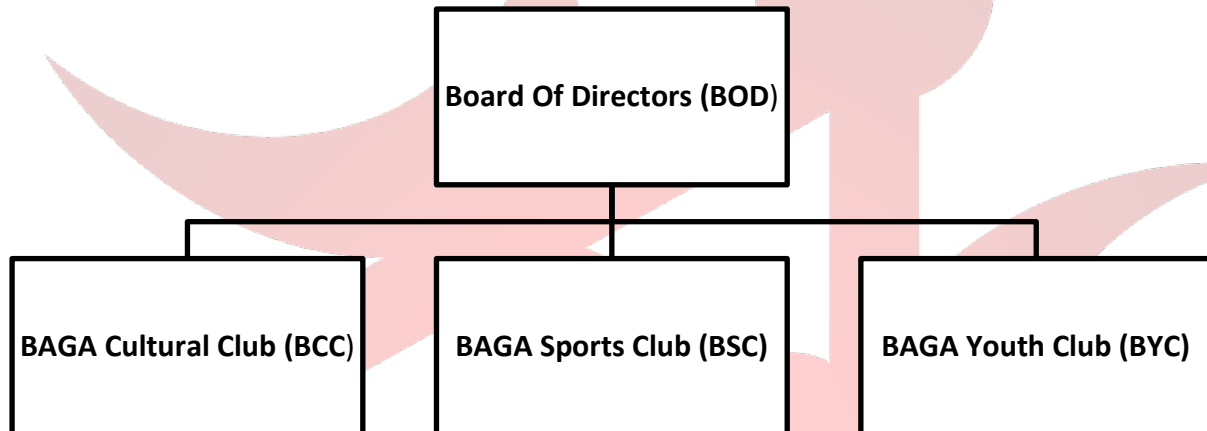 Board Of Directors (BOD)
BAGA Cultural Club (BCC)
BAGA Sports Club (BSC)
BAGA Youth Club (BYC)